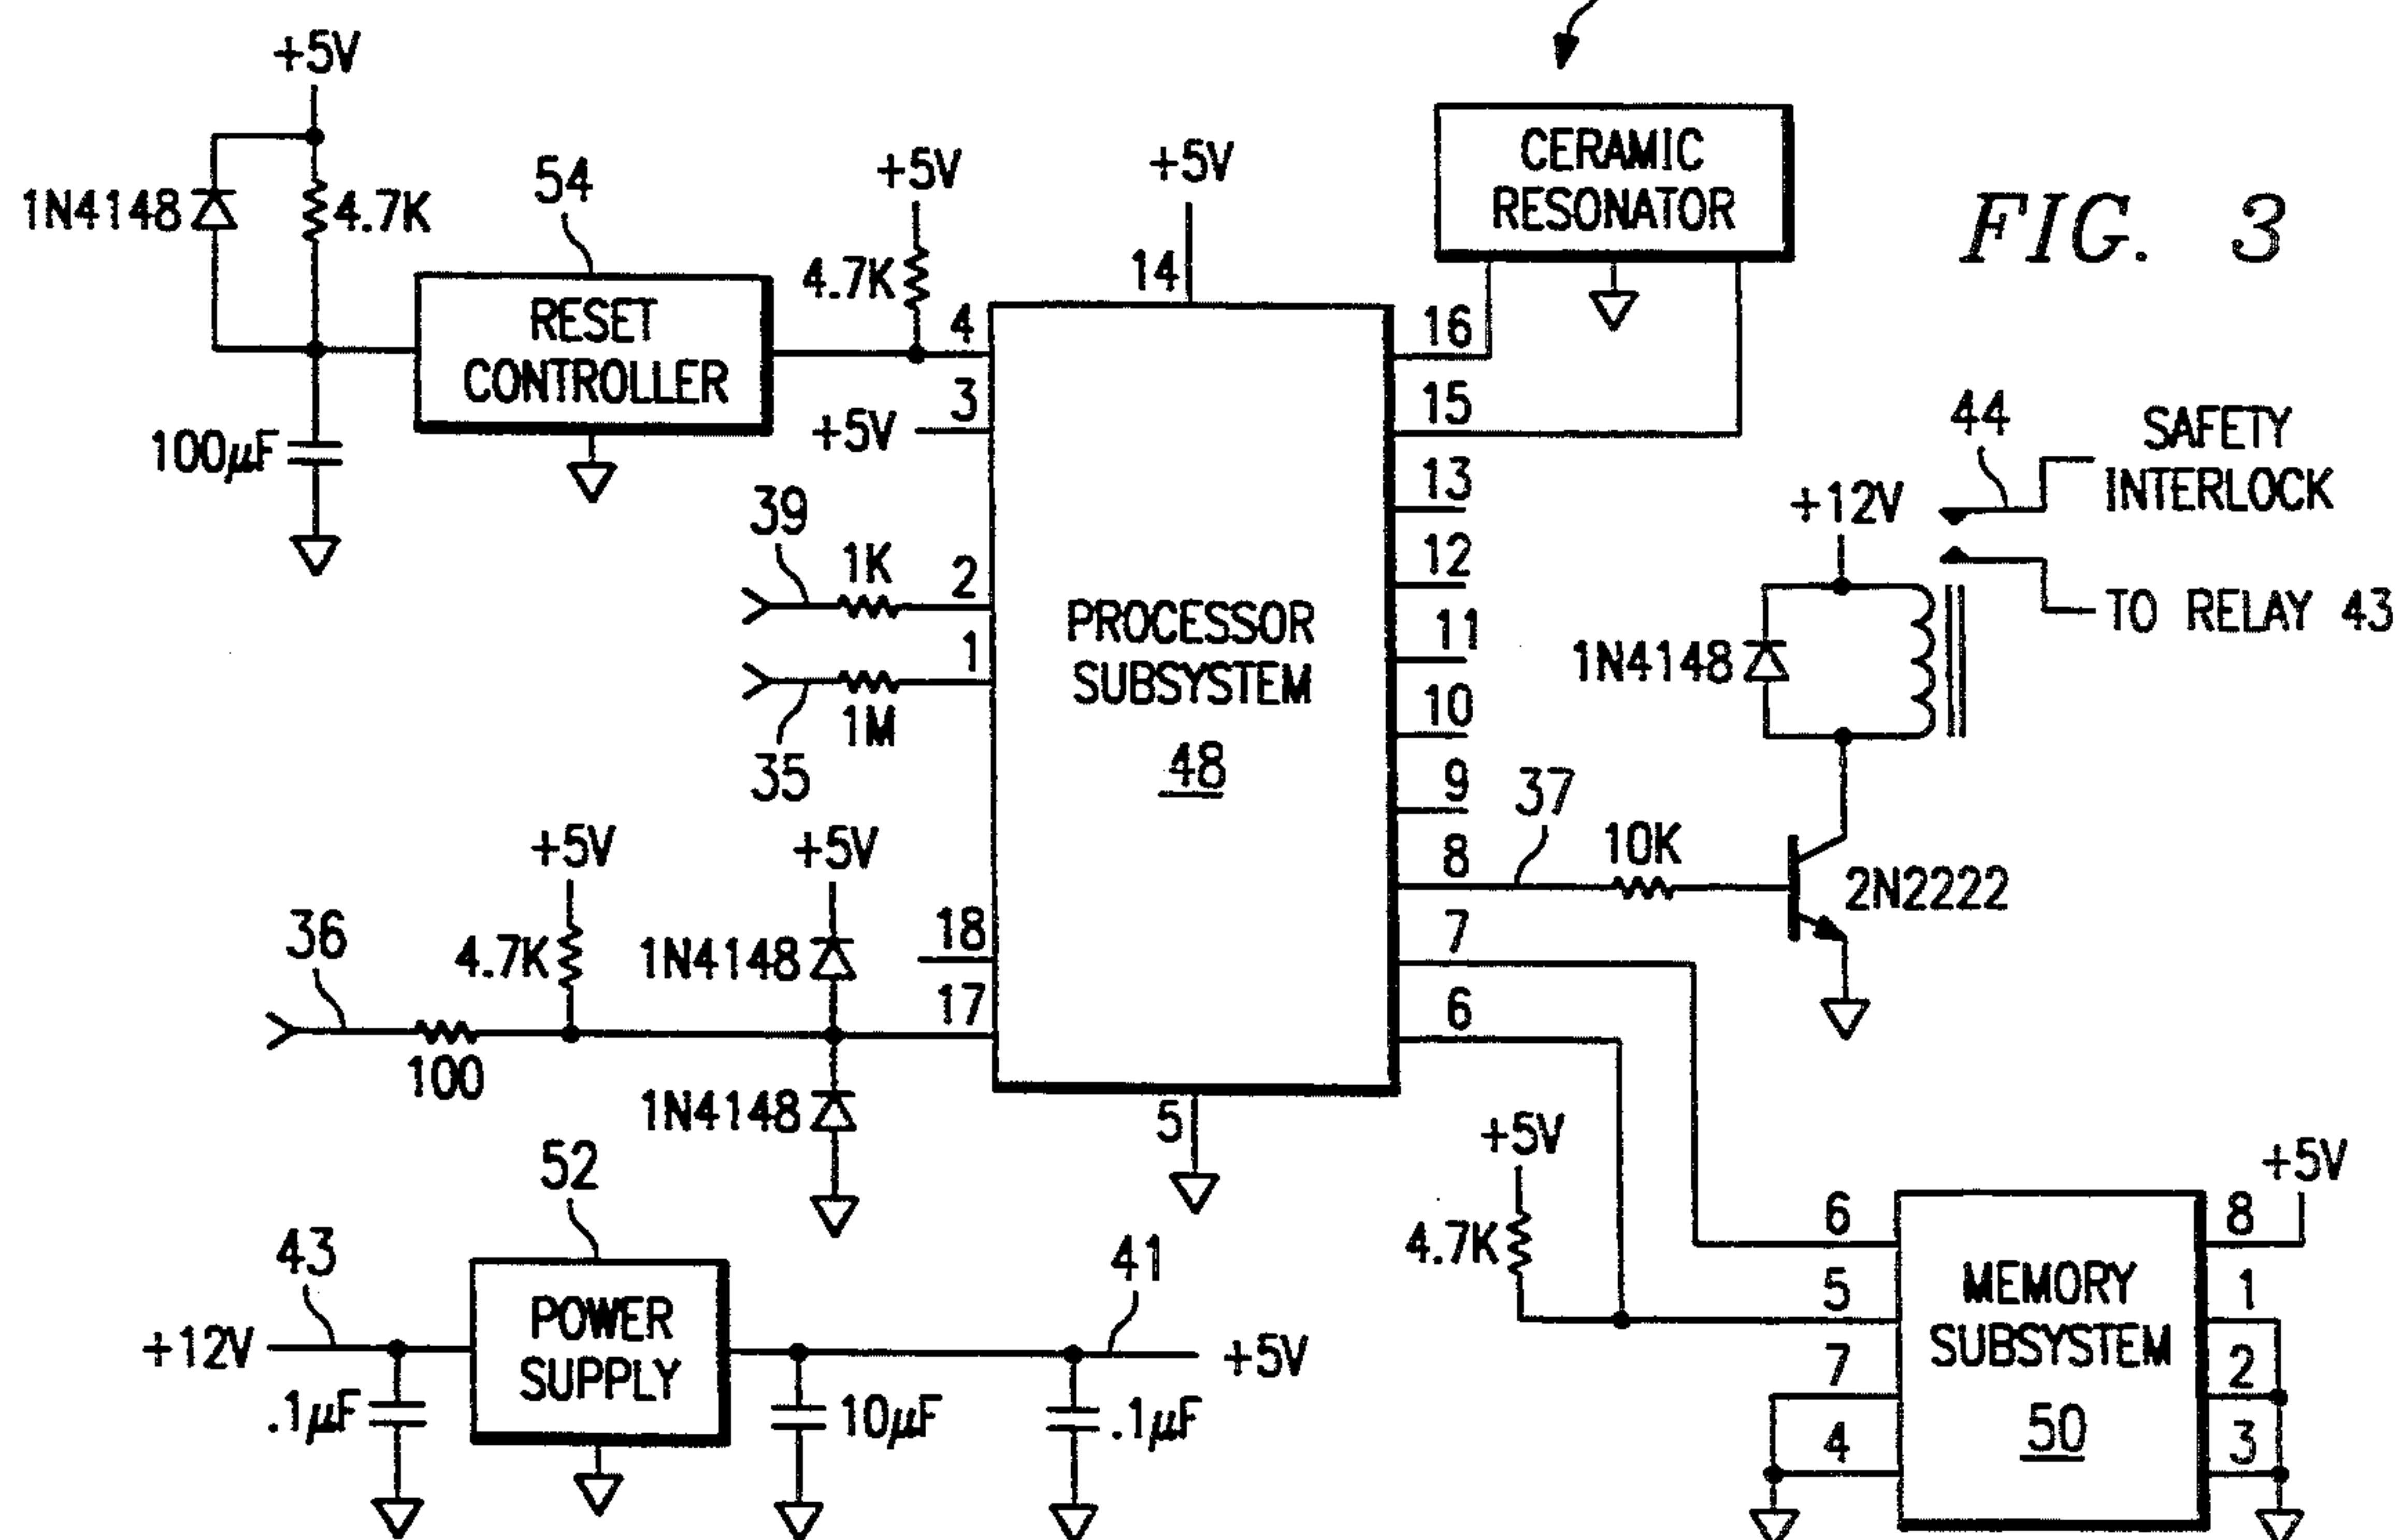 +5V
1N4148
4.7K
54
RESET
CONTROLLER
100µF
+5V
4.7K
4
3
+5V
+5V
14
CERAMIC
RESONATOR
FIG. 3
16
15
13
12
11
10
9
8
7
6
39
1K
2
1
1M
35
PROCESSOR
SUBSYSTEM
48
44
SAFETY
INTERLOCK
+12V
TO RELAY 43
1N4148
37
10K
2N2222
36
100
+5V
4.7K
+5V
1N4148
1N4148
18
17
5
43
+12V
.1µF
52
POWER
SUPPLY
10µF
41
.1µF
+5V
+5V
4.7K
6
5
7
4
MEMORY
SUBSYSTEM
50
+5V
8
1
2
3